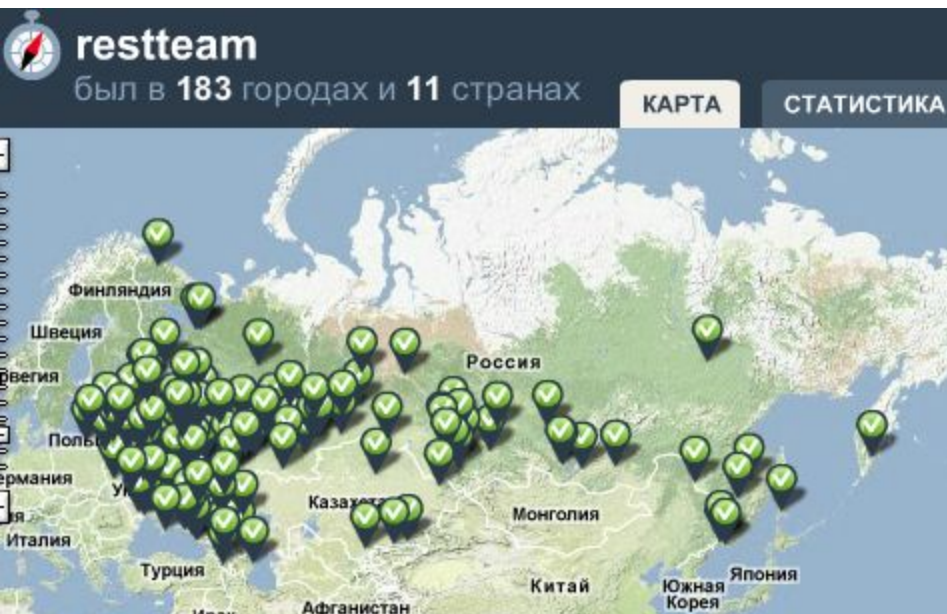 restteam
был в 183 городах и 11 странах
КАРТА
СТАТИСТИКА
Финляндия
Швеция
Россия
Казахста
Монголия
Италия
Турция
Китай
Южная
Корея
Япония
Афганистан